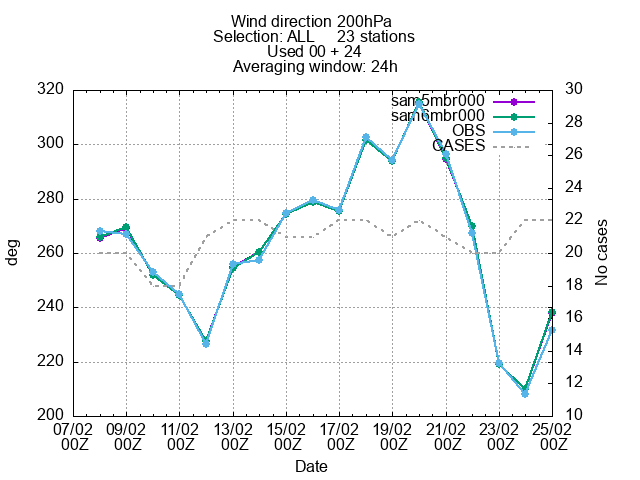 Wind direction 200hPa
Selection: ALL 23 stations
Used 00 + 24
Averaging window: 24h
sam5mbr000
sam6mbr000
OBS
CASES
deg
320
300
280
260
240
220
200
No cases
30
28
26
24
22
20
18
16
14
12
10
07/02 09/02 11/02 13/02 15/02 17/02 19/02 21/02 23/02 25/02
00Z 00Z 00Z 00Z 00Z 00Z 00Z 00Z 00Z 00Z
Date